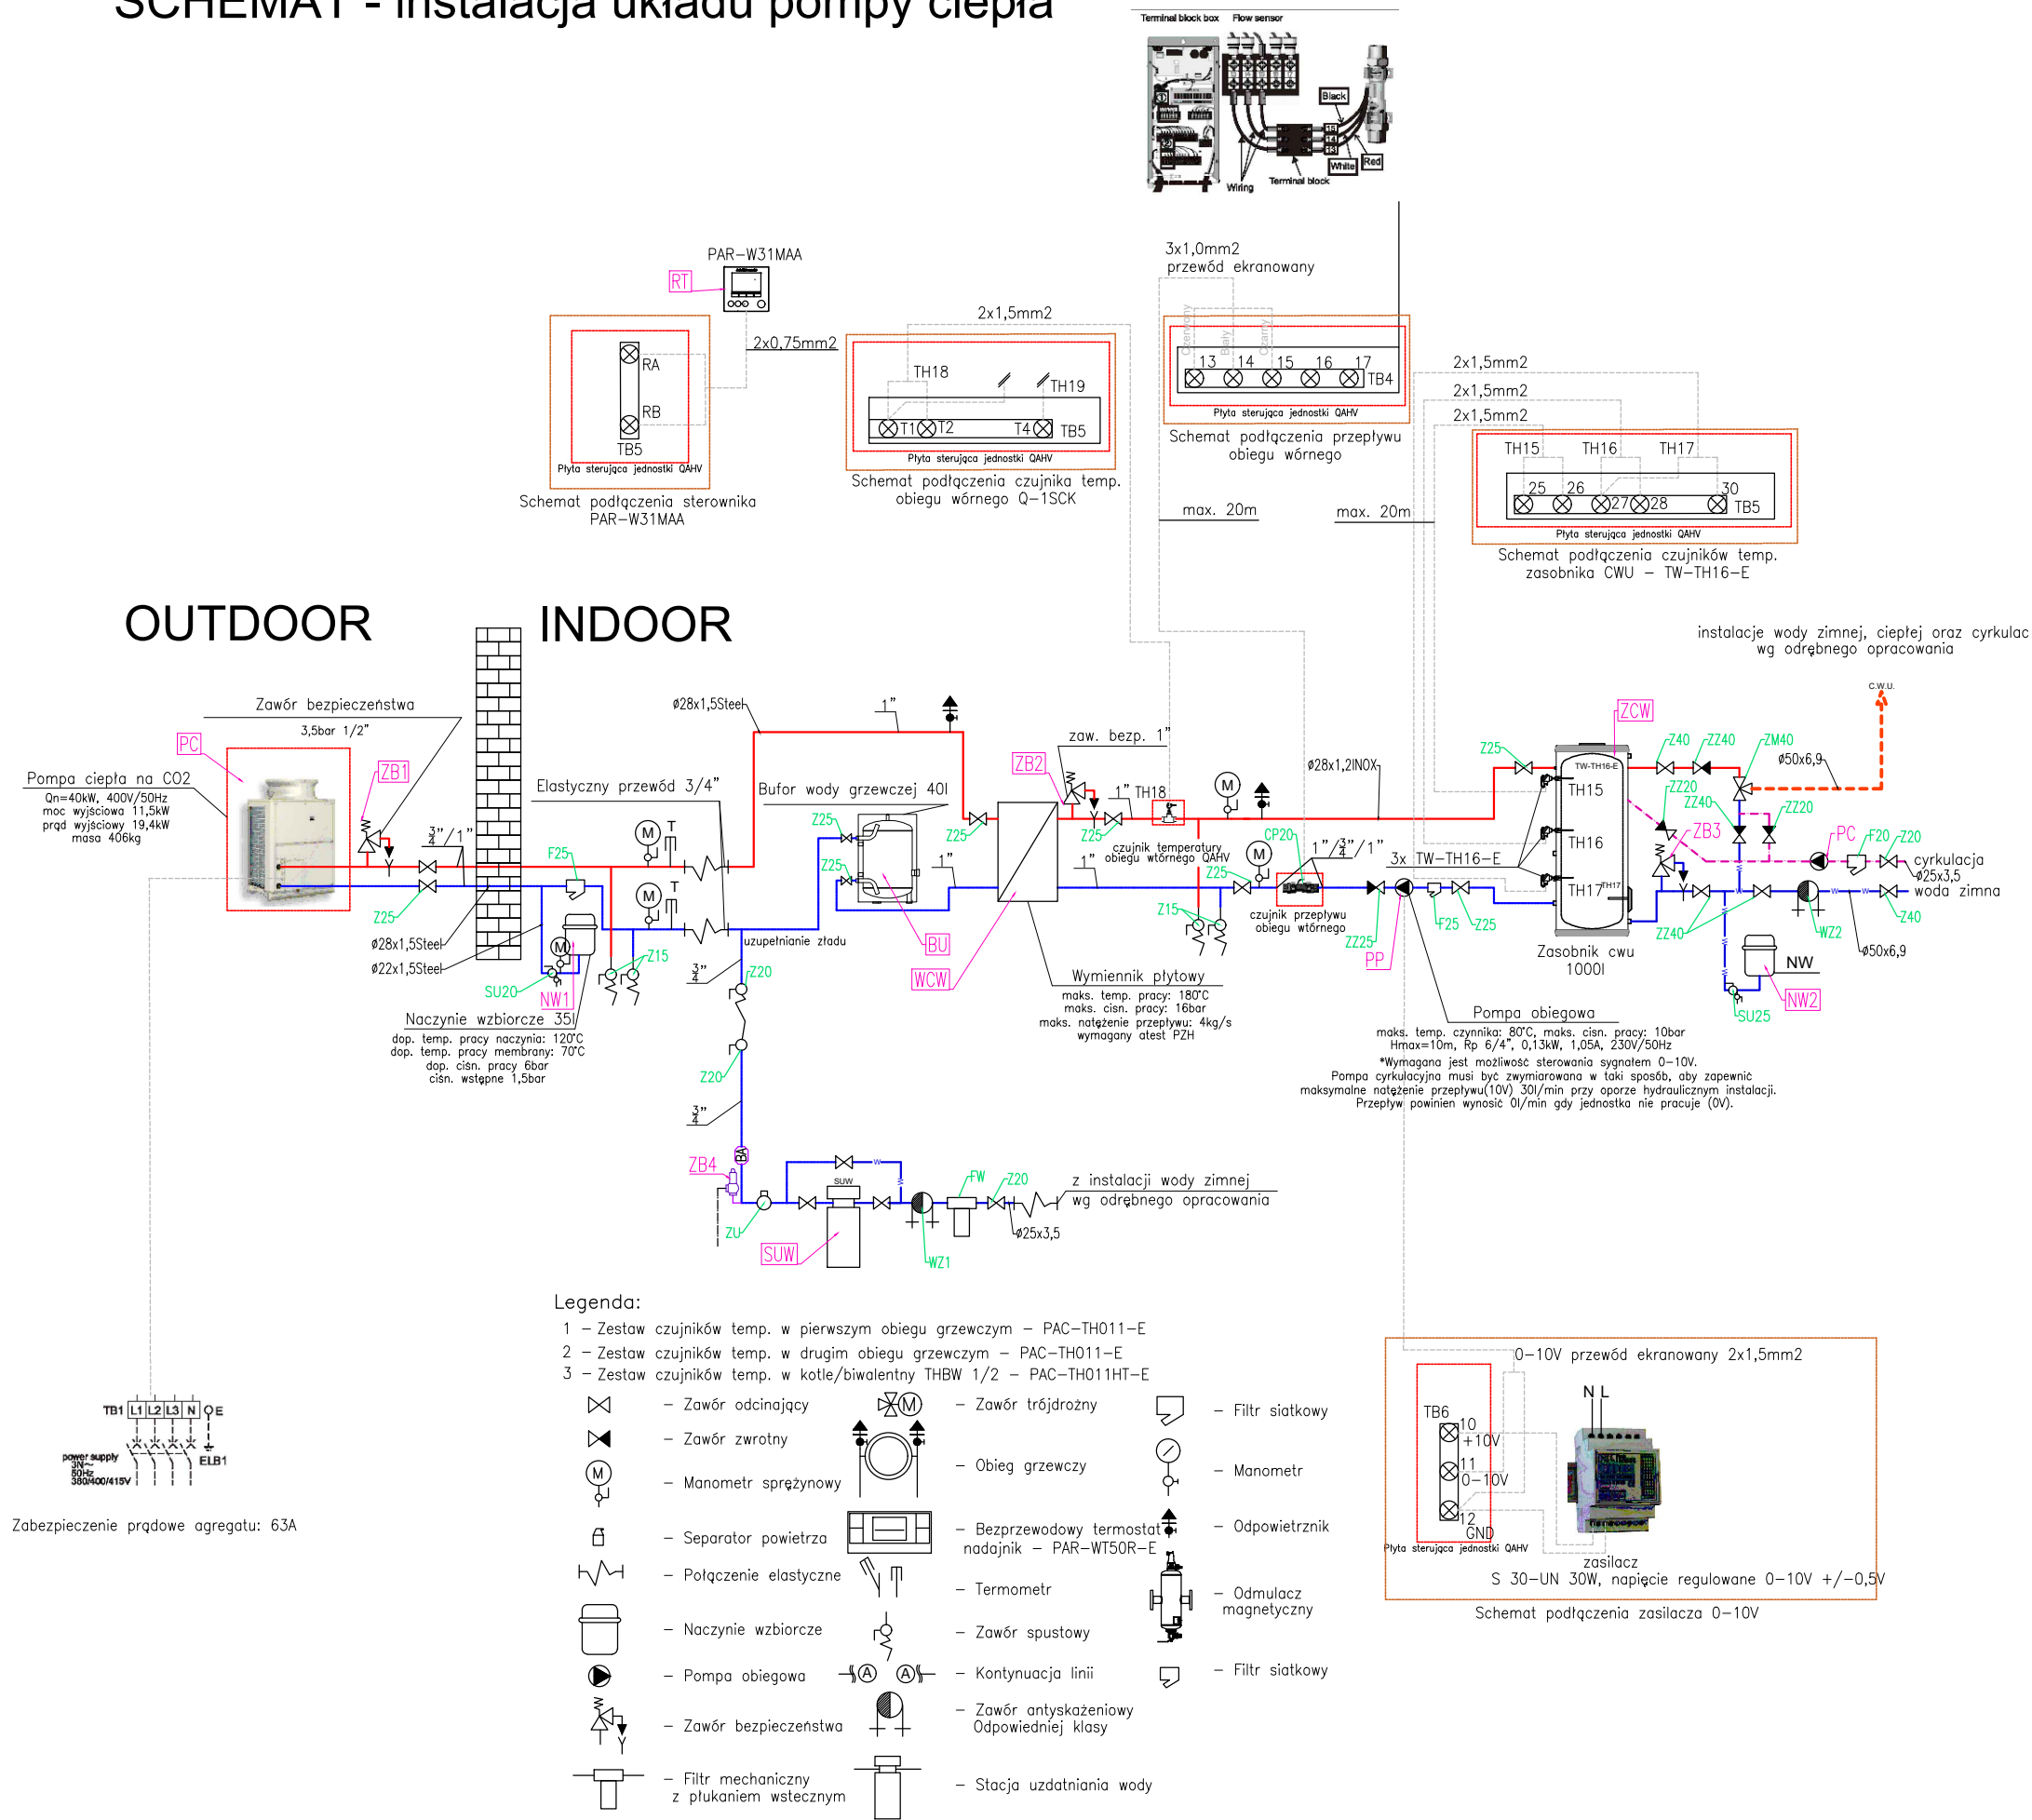 SCHEMAT - instalacja układu pompy ciepła
Terminal block box
Flow sensor
Black
White
Red
Wiring
Terminal block
PAR-W31MAA
RT
2x0,75mm2
RA
RB
TB5
Płyta sterująca jednostki QAHV
Schemat podłączenia sterownika
PAR-W31MAA
2x1,5mm2
TH18
TH19
T1
T2
T4
TB5
Płyta sterująca jednostki QAHV
Schemat podłączenia czujnika temp.
obiegu wórnego Q-1SCK
3x1,0mm2
przewód ekranowany
Czerwony
Biały
Czarny
13 14 15 16 17
TB4
Płyta sterująca jednostki QAHV
Schemat podłączenia przepływu
obiegu wórnego
max. 20m
max. 20m
2x1,5mm2
2x1,5mm2
2x1,5mm2
TH15 TH16 TH17
25 26 27 28 30
TB5
Płyta sterująca jednostki QAHV
Schemat podłączenia czujników temp.
zasobnika CWU - TW-TH16-E
OUTDOOR
INDOOR
instalacje wody zimnej, ciepłej oraz cyrkulac
wg odrębnego opracowania
C.W.U.
Zawór bezpieczeństwa
3,5bar 1/2"
PC
ZB1
Pompa ciepła na CO2
Qn=40kW, 400V/50Hz
moc wyjściowa 11,5kW
prąd wyjściowy 19,4kW
masa 406kg
3/4"/1"
Z25
ø28x1,5Steel
ø22x1,5Steel
F25
M
SU20
NW1
Naczynie wzbiorcze 35l
dop. temp. pracy naczynia: 120°C
dop. temp. pracy membrany: 70°C
dop. ciśn. pracy 6bar
ciśn. wstępne 1,5bar
Elastyczny przewód 3/4"
M
T
M
T
Z15
ø28x1,5Steel
1"
Bufor wody grzewczej 40l
Z25
Z25
BU
uzupełnianie zładu
3/4"
Z20
Z20
3/4"
Z25
1"
WCW
Wymiennik płytowy
maks. temp. pracy: 180°C
maks. ciśn. pracy: 16bar
maks. natężenie przepływu: 4kg/s
wymagany atest PZH
ZB2
zaw. bezp. 1"
1"
TH18
Z25
czujnik temperatury
obiegu wtórnego QAHV
1"
Z15
M
Z25
M
CP20
1"/3/4"/1"
czujnik przepływu
obiegu wtórnego
ø28x1,2INOX
3x TW-TH16-E
ZZ25
PP
F25
Z25
Pompa obiegowa
maks. temp. czynnika: 80°C, maks. cisn. pracy: 10bar
Hmax=10m, Rp 6/4", 0,13kW, 1,05A, 230V/50Hz
*Wymagana jest możliwość sterowania sygnałem 0-10V.
Pompa cyrkulacyjna musi być zwymiarowana w taki sposób, aby zapewnić
maksymalne natężenie przepływu(10V) 30l/min przy oporze hydraulicznym instalacji.
Przepływ powinien wynosić 0l/min gdy jednostka nie pracuje (0V).
Z25
ZCW
TW-TH16-E
TH15
TH16
TH17
TH17
Zasobnik cwu
1000l
Z40
ZZ40
ZM40
ø50x6,9
ZZ20
ZZ40
ZZ20
ZB3
PC
F20
Z20
cyrkulacja
ø25x3,5
woda zimna
Z40
ZZ40
WZ2
ø50x6,9
NW
NW2
SU25
W W W W W
ZB4
BA
ZU
SUW
SUW
W
W
WZ1
FW
Z20
ø25x3,5
z instalacji wody zimnej
wg odrębnego opracowania
TB1 L1 L2 L3 N E
power supply
3N~
50Hz
380/400/415V
ELB1
Zabezpieczenie prądowe agregatu: 63A
Legenda:
1 - Zestaw czujników temp. w pierwszym obiegu grzewczym - PAC-TH011-E
2 - Zestaw czujników temp. w drugim obiegu grzewczym - PAC-TH011-E
3 - Zestaw czujników temp. w kotle/biwalentny THBW 1/2 - PAC-TH011HT-E
- Zawór odcinający
- Zawór zwrotny
M - Manometr sprężynowy
- Separator powietrza
- Połączenie elastyczne
- Naczynie wzbiorcze
- Pompa obiegowa
- Zawór bezpieczeństwa
- Filtr mechaniczny
z płukaniem wstecznym
M - Zawór trójdrożny
- Obieg grzewczy
- Bezprzewodowy termostat
nadajnik - PAR-WT50R-E
- Termometr
- Zawór spustowy
A A - Kontynuacja linii
- Zawór antyskażeniowy
Odpowiedniej klasy
- Stacja uzdatniania wody
- Filtr siatkowy
- Manometr
- Odpowietrznik
- Odmulacz
magnetyczny
- Filtr siatkowy
0-10V przewód ekranowany 2x1,5mm2
N L
TB6
10
+10V
11
0-10V
12
GND
Płyta sterująca jednostki QAHV
zasilacz
S 30-UN 30W, napięcie regulowane 0-10V +/-0,5V
Schemat podłączenia zasilacza 0-10V